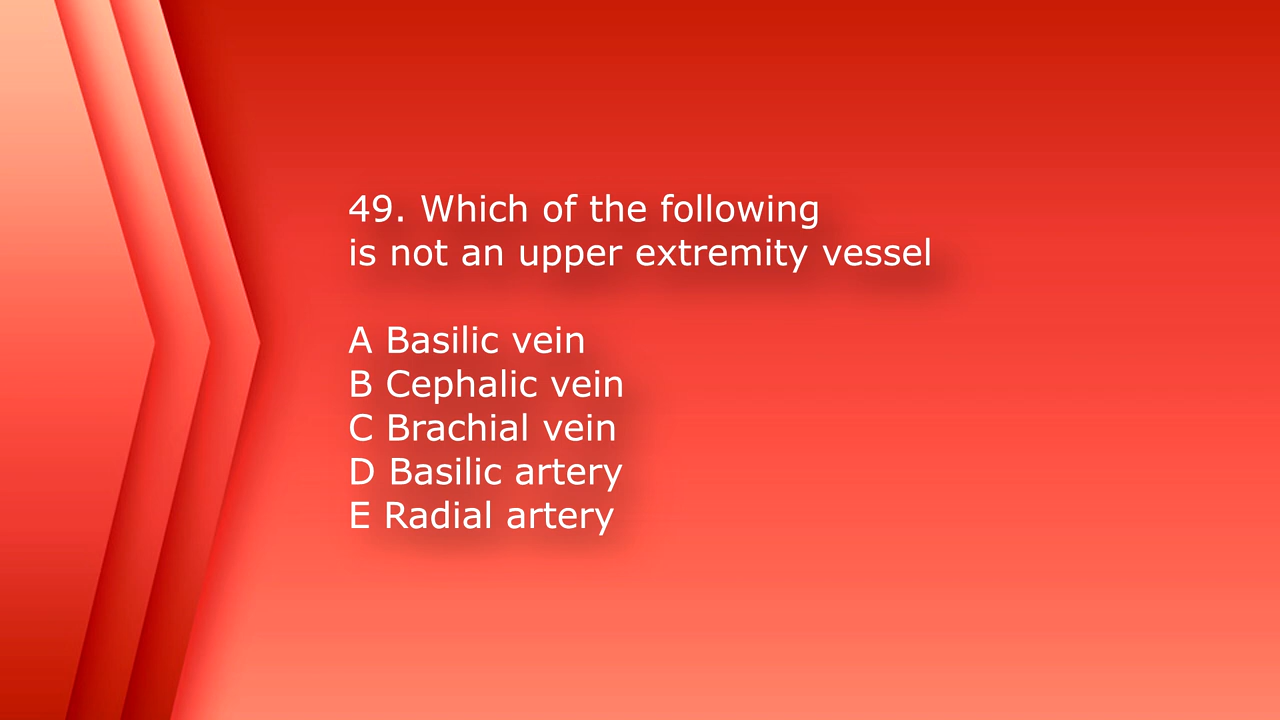 49. Which of the following
is not an upper extremity vessel
A Basilic vein
B Cephalic vein
C Brachial vein
D Basilic artery
E Radial artery